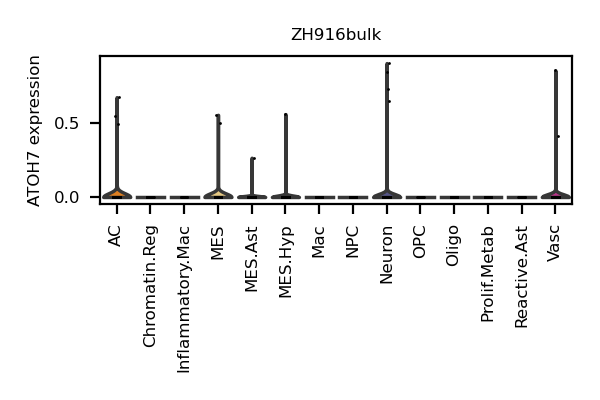 ZH916bulk
ATOH7 expression
0.5
0.0
AC
Chromatin.Reg
Inflammatory.Mac
MES
MES.Ast
MES.Hyp
Mac
NPC
Neuron
OPC
Oligo
Prolif.Metab
Reactive.Ast
Vasc